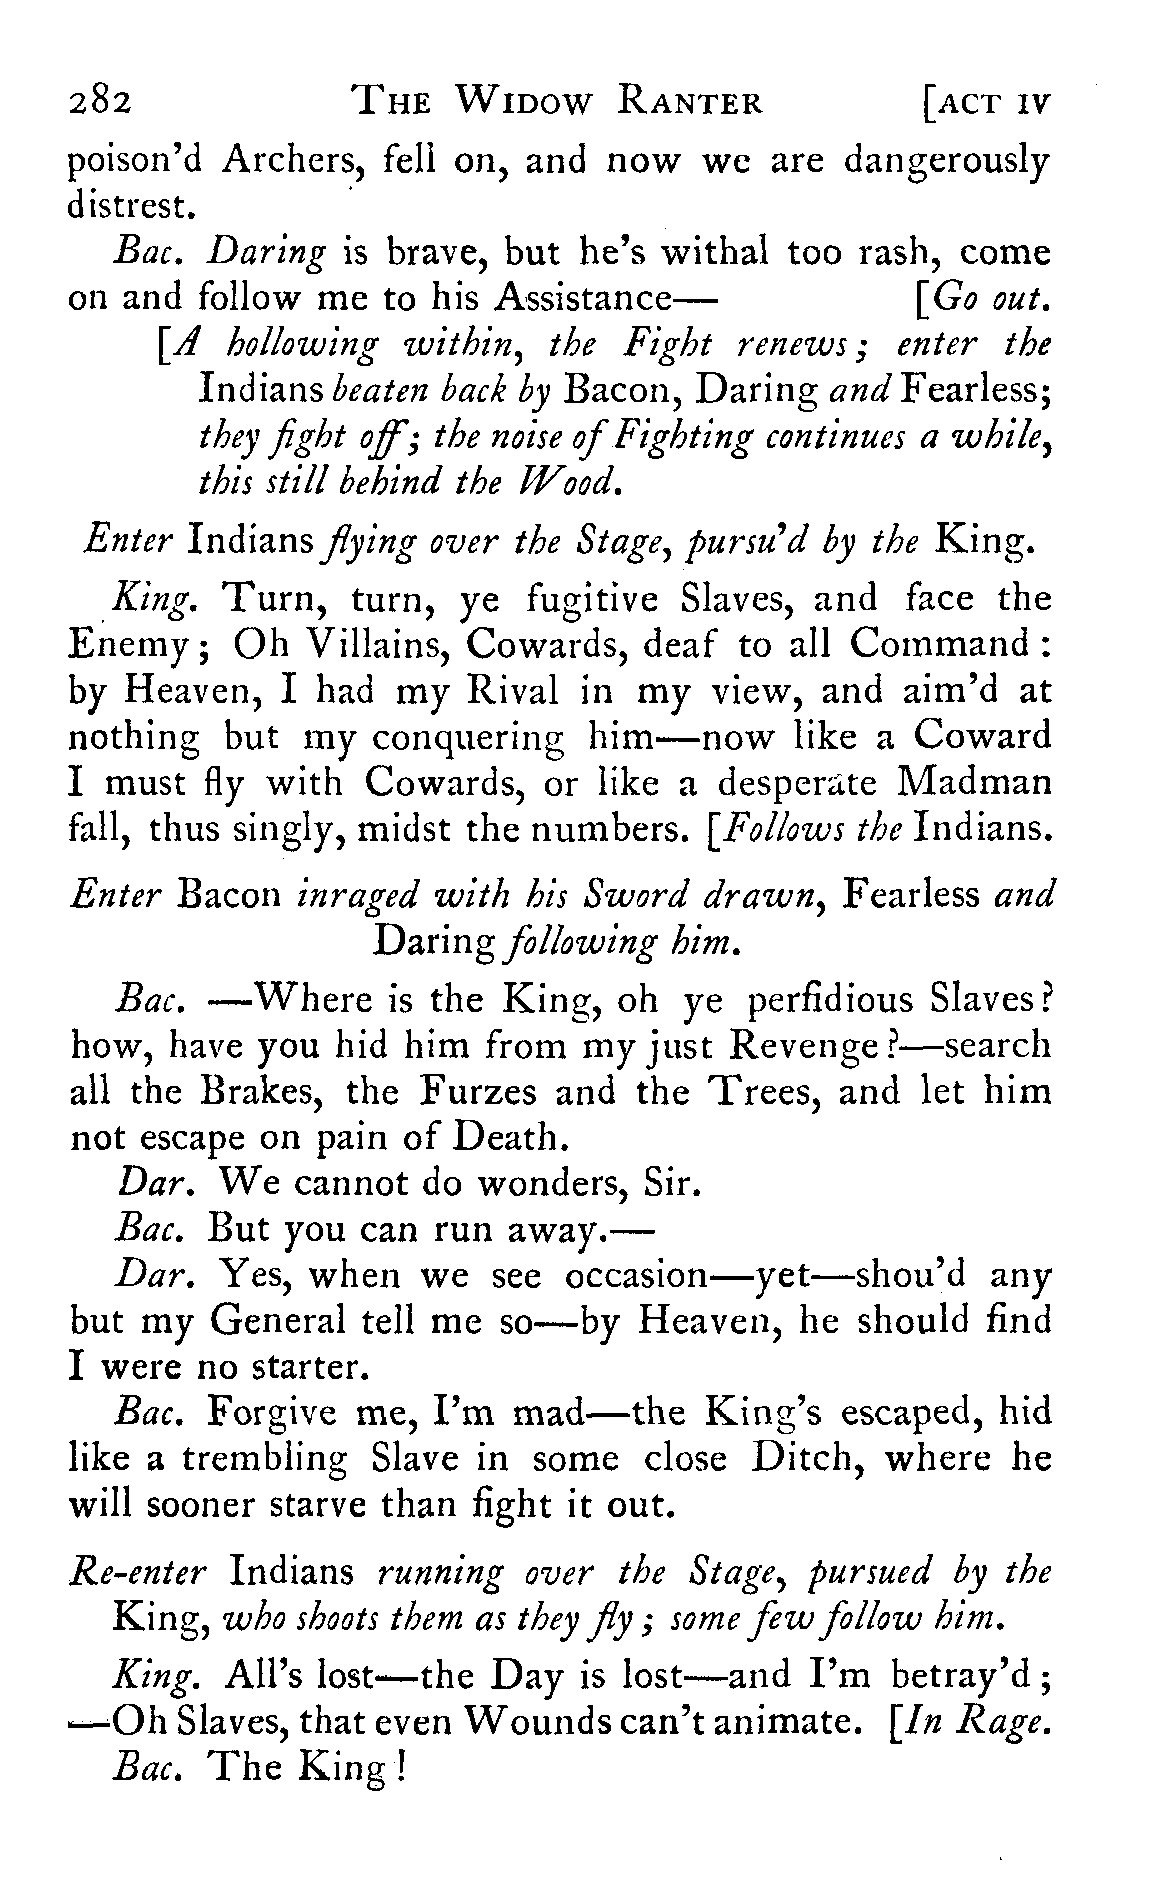 282 THE WIDOW RANTER [ACT IV
poison'd Archers, fell on, and now we are dangerously
distrest.
Bac. Daring is brave, but he's withal too rash, come
on and follow me to his Assistance— [Go out.
[A hollowing within, the Fight renews; enter the
Indians beaten back by Bacon, Daring and Fearless;
they fight off; the noise of Fighting continues a while,
this still behind the Wood.
Enter Indians flying over the Stage, pursu'd by the King.
King. Turn, turn, ye fugitive Slaves, and face the
Enemy; Oh Villains, Cowards, deaf to all Command:
by Heaven, I had my Rival in my view, and aim'd at
nothing but my conquering him—now like a Coward
I must fly with Cowards, or like a desperate Madman
fall, thus singly, midst the numbers. [Follows the Indians.
Enter Bacon inraged with his Sword drawn, Fearless and
Daring following him.
Bac. —Where is the King, oh ye perfidious Slaves?
how, have you hid him from my just Revenge?—search
all the Brakes, the Furzes and the Trees, and let him
not escape on pain of Death.
Dar. We cannot do wonders, Sir.
Bac. But you can run away.—
Dar. Yes, when we see occasion—yet—shou'd any
but my General tell me so—by Heaven, he should find
I were no starter.
Bac. Forgive me, I'm mad—the King's escaped, hid
like a trembling Slave in some close Ditch, where he
will sooner starve than fight it out.
Re-enter Indians running over the Stage, pursued by the
King, who shoots them as they fly; some few follow him.
King. All's lost—the Day is lost—and I'm betray'd;
—Oh Slaves, that even Wounds can't animate. [In Rage.
Bac. The King!